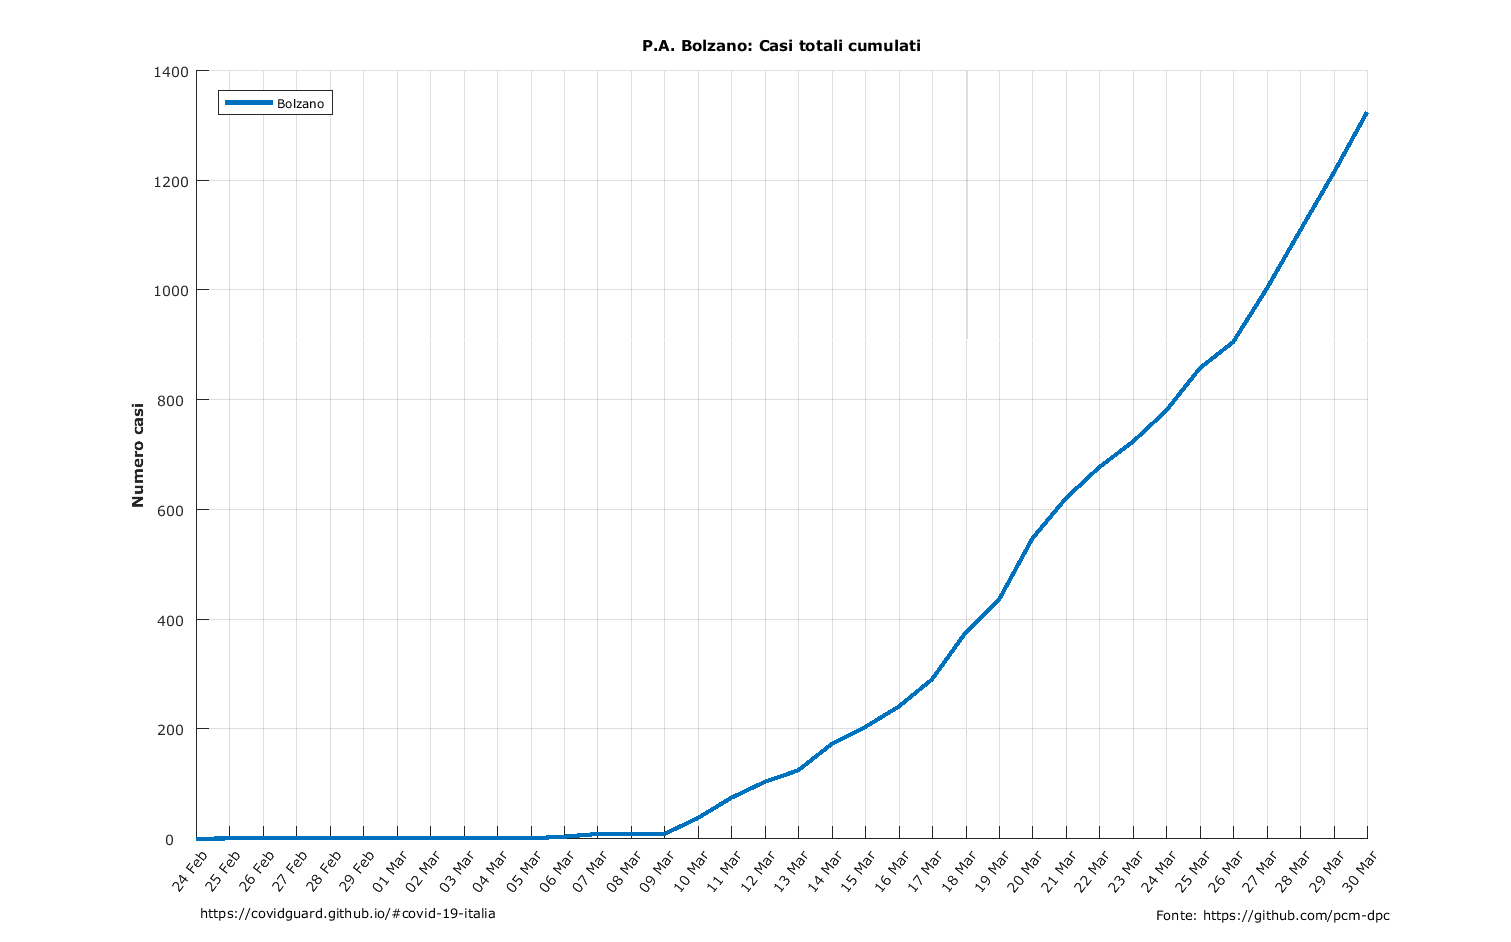 P.A. Bolzano: Casi totali cumulati
Bolzano
Numero casi
1400
1200
1000
800
600
400
200
0
24 Feb
25 Feb
26 Feb
27 Feb
28 Feb
29 Feb
01 Mar
02 Mar
03 Mar
04 Mar
05 Mar
06 Mar
07 Mar
08 Mar
09 Mar
10 Mar
11 Mar
12 Mar
13 Mar
14 Mar
15 Mar
16 Mar
17 Mar
18 Mar
19 Mar
20 Mar
21 Mar
22 Mar
23 Mar
24 Mar
25 Mar
26 Mar
27 Mar
28 Mar
29 Mar
30 Mar
https://covidguard.github.io/#covid-19-italia
Fonte: https://github.com/pcm-dpc